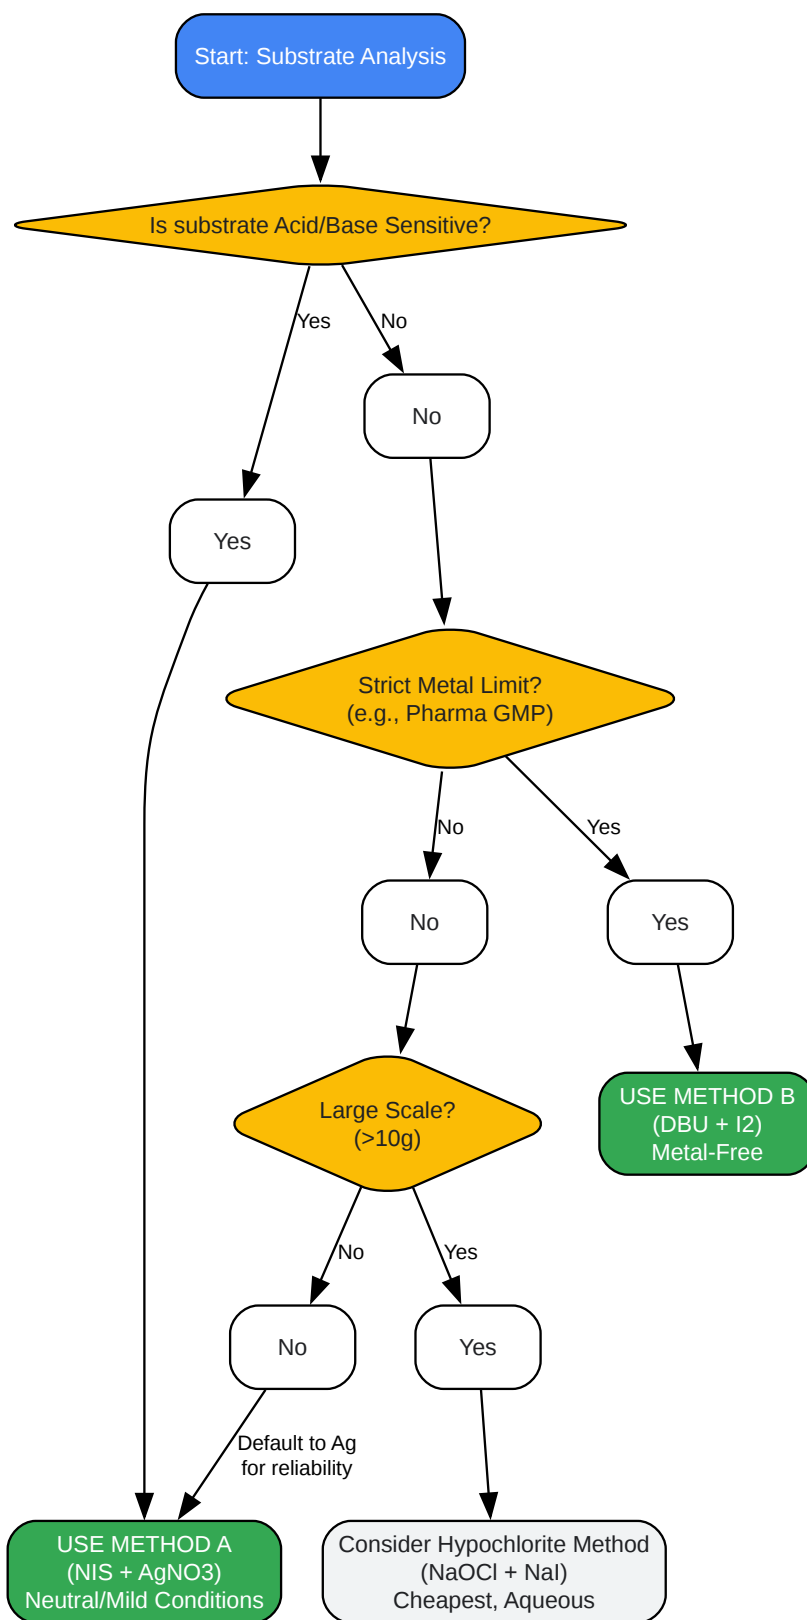 Start: Substrate Analysis
Is substrate Acid/Base Sensitive?
Yes
No
No
Yes
Strict Metal Limit?
(e.g., Pharma GMP)
No
Yes
No
Yes
Large Scale?
(>10g)
USE METHOD B
(DBU + I2)
Metal-Free
No
Yes
No
Yes
Default to Ag
for reliability
USE METHOD A
(NIS + AgNO3)
Neutral/Mild Conditions
Consider Hypochlorite Method
(NaOCl + NaI)
Cheapest, Aqueous